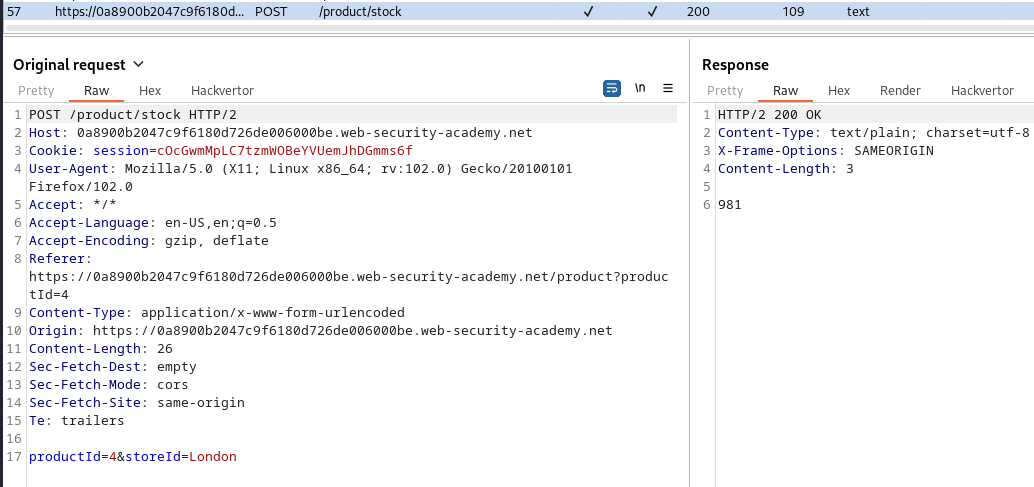 57 https://0a8900b2047c9f6180d... POST /product/stock ✓ ✓ 200 109 text
Original request
Pretty Raw Hex Hackvertor \n
1 POST /product/stock HTTP/2
2 Host: 0a8900b2047c9f6180d726de006000be.web-security-academy.net
3 Cookie: session=cOcGwmMpLC7tzmWOBeYVUemJhDGmms6f
4 User-Agent: Mozilla/5.0 (X11; Linux x86_64; rv:102.0) Gecko/20100101
Firefox/102.0
5 Accept: */*
6 Accept-Language: en-US,en;q=0.5
7 Accept-Encoding: gzip, deflate
8 Referer:
https://0a8900b2047c9f6180d726de006000be.web-security-academy.net/product?produc
tId=4
9 Content-Type: application/x-www-form-urlencoded
10 Origin: https://0a8900b2047c9f6180d726de006000be.web-security-academy.net
11 Content-Length: 26
12 Sec-Fetch-Dest: empty
13 Sec-Fetch-Mode: cors
14 Sec-Fetch-Site: same-origin
15 Te: trailers
16
17 productId=4&storeId=London
Response
Pretty Raw Hex Render Hackvertor
1 HTTP/2 200 OK
2 Content-Type: text/plain; charset=utf-8
3 X-Frame-Options: SAMEORIGIN
4 Content-Length: 3
5
6 981